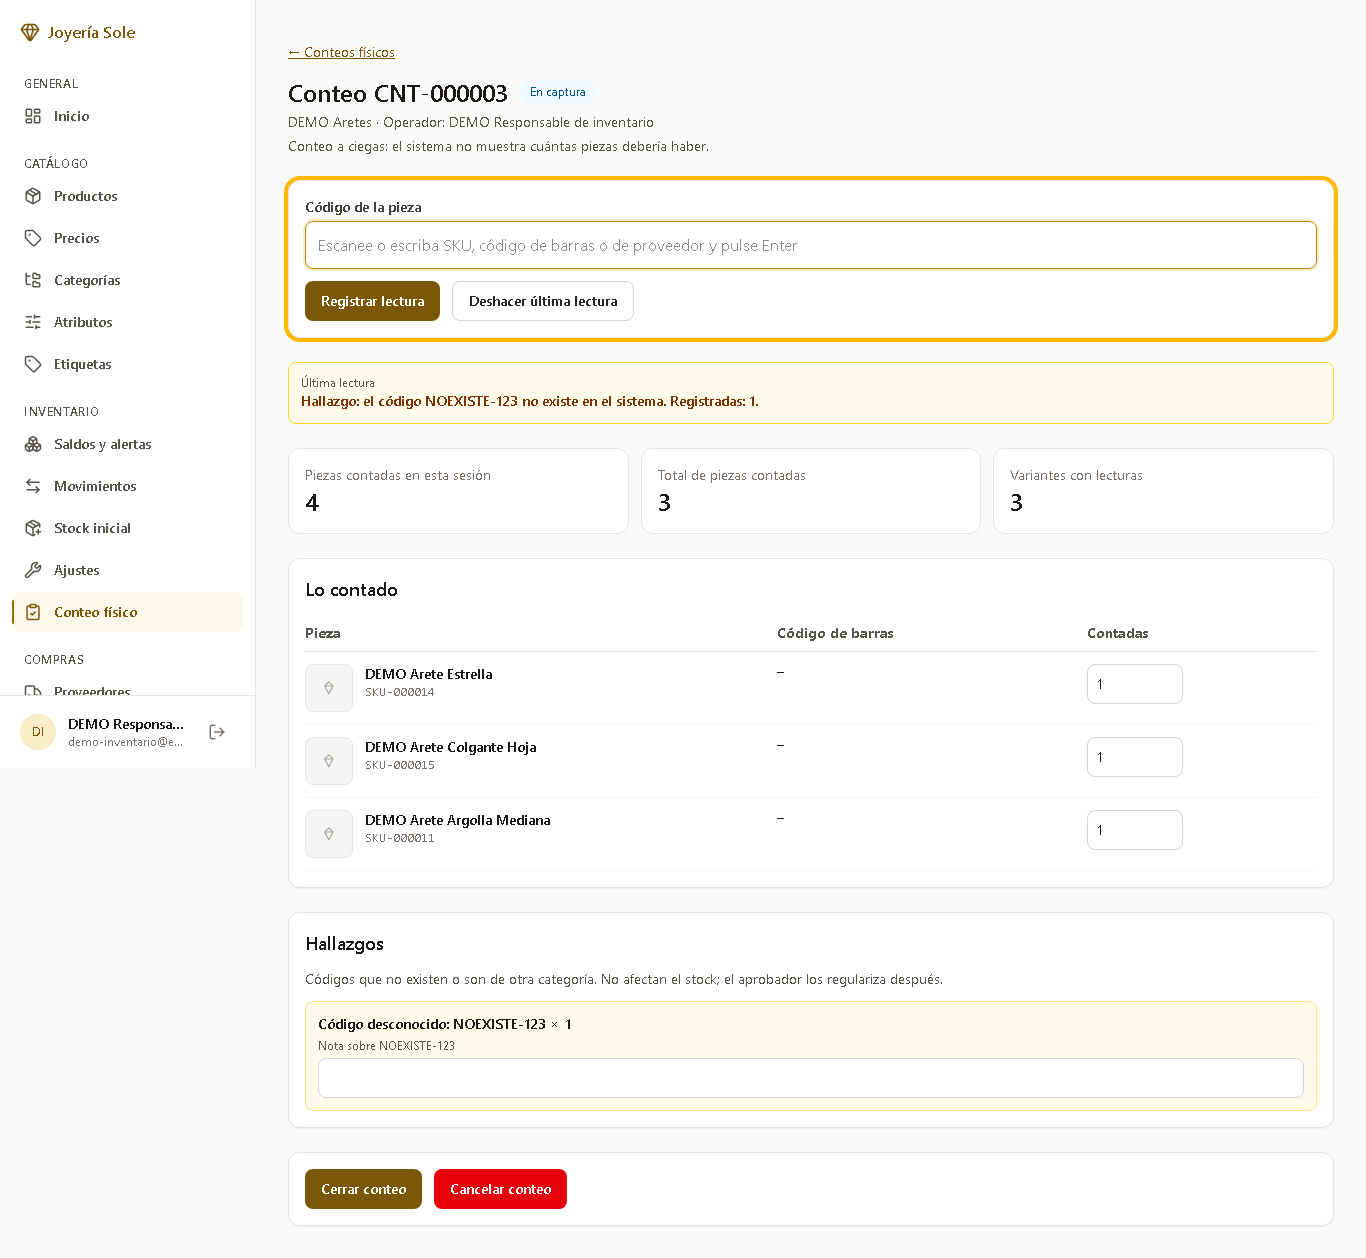 Joyería Sole
GENERAL
Inicio
CATÁLOGO
Productos
Precios
Categorías
Atributos
Etiquetas
INVENTARIO
Saldos y alertas
Movimientos
Stock inicial
Ajustes
Conteo físico
COMPRAS
Proveedores
DI
DEMO Responsa...
demo-inventario@e...
← Conteos físicos
Conteo CNT-000003
En captura
DEMO Aretes · Operador: DEMO Responsable de inventario
Conteo a ciegas: el sistema no muestra cuántas piezas debería haber.
Código de la pieza
Escanee o escriba SKU, código de barras o de proveedor y pulse Enter
Registrar lectura
Deshacer última lectura
Última lectura
Hallazgo: el código NOEXISTE-123 no existe en el sistema. Registradas: 1.
Piezas contadas en esta sesión
4
Total de piezas contadas
3
Variantes con lecturas
3
Lo contado
Pieza Código de barras Contadas
DEMO Arete Estrella – 1
SKU-000014
DEMO Arete Colgante Hoja – 1
SKU-000015
DEMO Arete Argolla Mediana – 1
SKU-000011
Hallazgos
Códigos que no existen o son de otra categoría. No afectan el stock; el aprobador los regulariza después.
Código desconocido: NOEXISTE-123 × 1
Nota sobre NOEXISTE-123
Cerrar conteo
Cancelar conteo